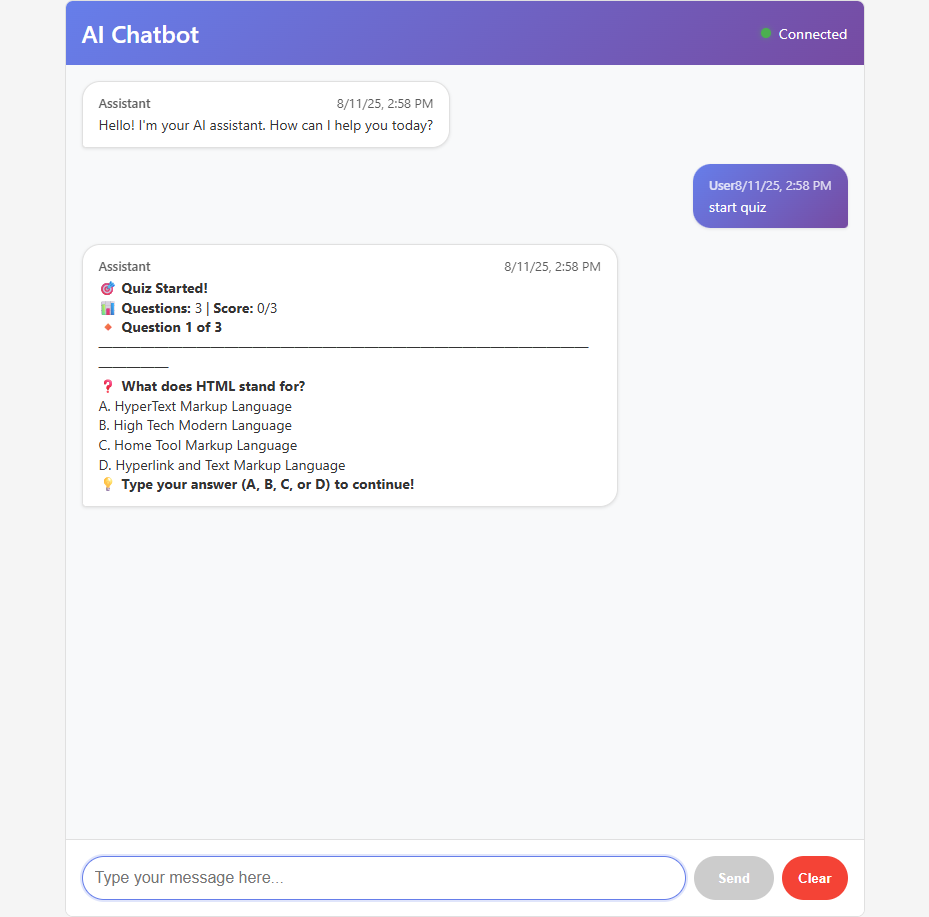 AI Chatbot
Connected
Assistant 8/11/25, 2:58 PM
Hello! I'm your AI assistant. How can I help you today?
User8/11/25, 2:58 PM
start quiz
Assistant 8/11/25, 2:58 PM
🎯 Quiz Started!
📊 Questions: 3 | Score: 0/3
🔸 Question 1 of 3
❓ What does HTML stand for?
A. HyperText Markup Language
B. High Tech Modern Language
C. Home Tool Markup Language
D. Hyperlink and Text Markup Language
💡 Type your answer (A, B, C, or D) to continue!
Type your message here...
Send
Clear